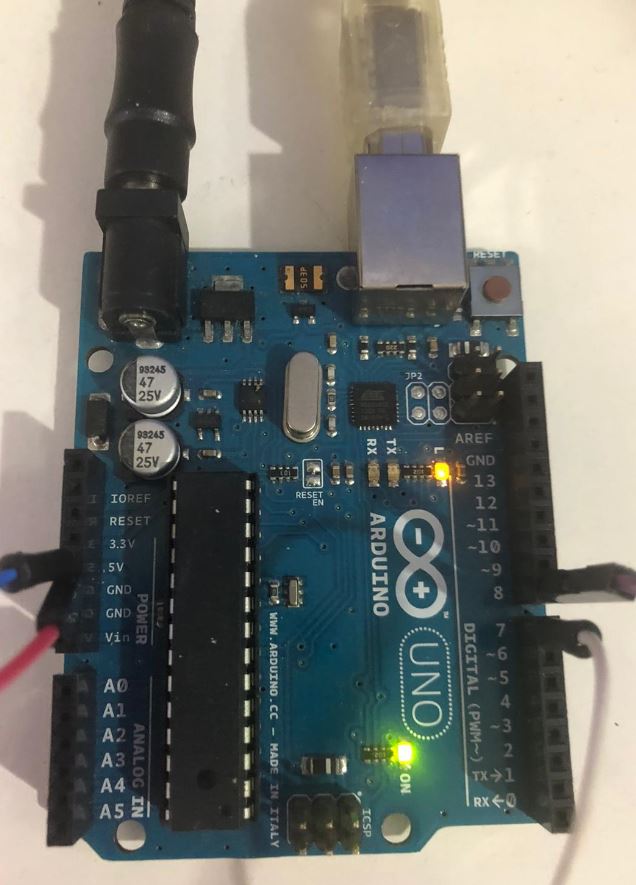 RESET
93245
47
25V
93245
47
25V
JP2
RX
TX
L
RESET
EN
AREF
GND
13
12
~11
~10
~9
8
7
~6
~5
4
~3
2
TX→1
RX←0
DIGITAL (PWM~)
IOREF
RESET
3.3V
5V
GND
GND
Vin
POWER
A0
A1
A2
A3
A4
A5
ANALOG IN
ARDUINO
UNO
WWW.ARDUINO.CC - MADE IN ITALY
ON
ICSP